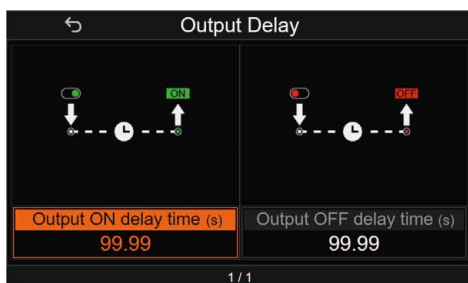 Output Delay
ON
OFF
Output ON delay time (s)
99.99
Output OFF delay time (s)
99.99
1 / 1